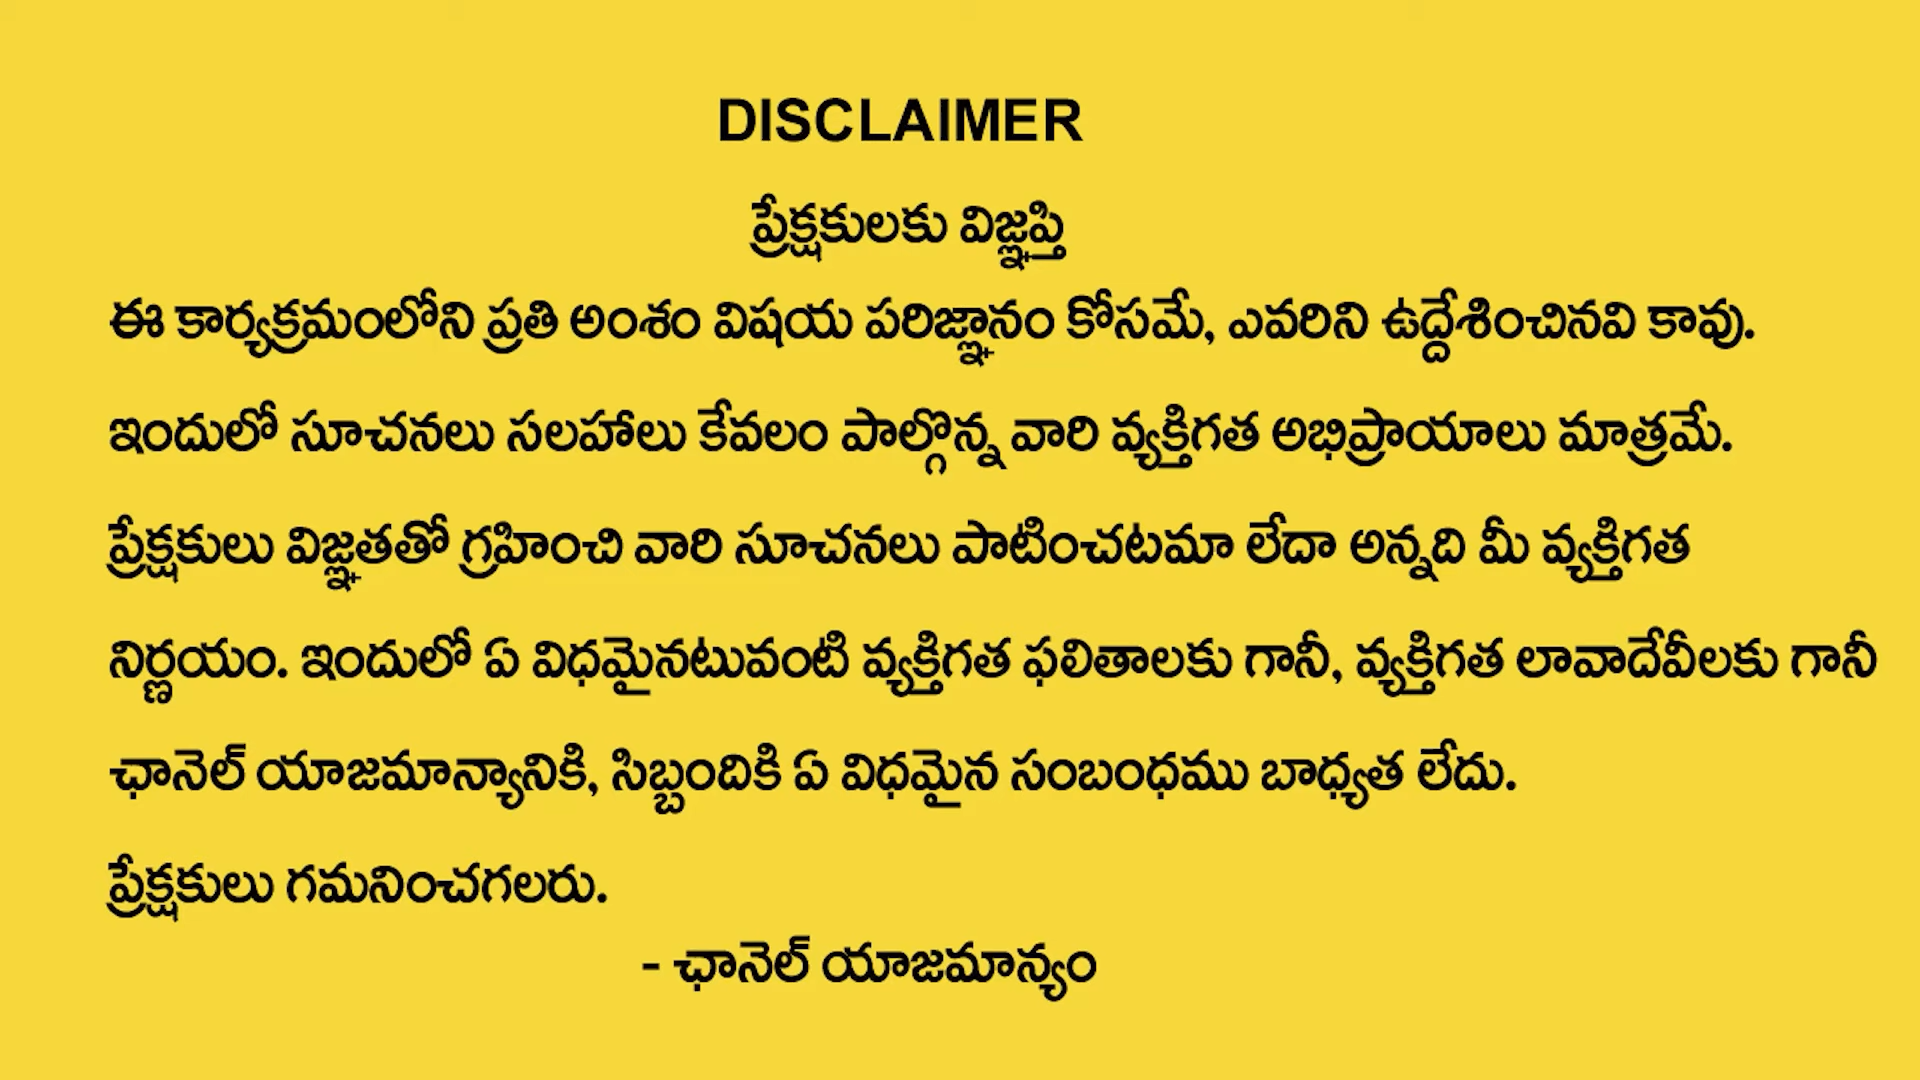 DISCLAIMER
ప్రేక్షకులకు విజ్ఞప్తి
ఈ కార్యక్రమంలోని ప్రతి అంశం విషయ పరిజ్ఞానం కోసమే, ఎవరిని ఉద్దేశించినవి కావు.
ఇందులో సూచనలు సలహాలు కేవలం పాల్గొన్న వారి వ్యక్తిగత అభిప్రాయాలు మాత్రమే.
ప్రేక్షకులు విజ్ఞతతో గ్రహించి వారి సూచనలు పాటించటమా లేదా అన్నది మీ వ్యక్తిగత
నిర్ణయం. ఇందులో ఏ విధమైనటువంటి వ్యక్తిగత ఫలితాలకు గానీ, వ్యక్తిగత లావాదేవీలకు గానీ
ఛానెల్ యాజమాన్యానికి, సిబ్బందికి ఏ విధమైన సంబంధము బాధ్యత లేదు.
ప్రేక్షకులు గమనించగలరు.
- ఛానెల్ యాజమాన్యం